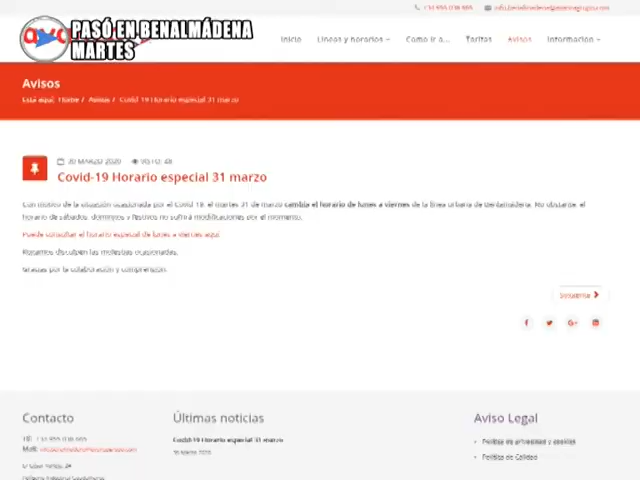 PASÓ EN BENALMÁDENA
MARTES
Inicio
Líneas y horarios
Como ir a...
Tarifas
Avisos
Información
Avisos
Está aquí: Home / Avisos / Covid-19 Horario especial 31 marzo
30 MARZO 2020
Covid-19 Horario especial 31 marzo
Con motivo de la situación ocasionada por el Covid 19, el martes 31 de marzo cambia el horario de lunes a viernes de la línea urbana de Benalmádena. No obstante, el
horario de sábados, domingos y festivos no sufrirá modificaciones por el momento.
Puede consultar el horario especial de lunes a viernes aquí
Rogamos disculpen las molestias ocasionadas.
Gracias por la colaboración y comprensión.
Siguiente
Contacto
Últimas noticias
Aviso Legal
Covid-19 Horario especial 31 marzo
Política de privacidad y cookies
Política de Calidad